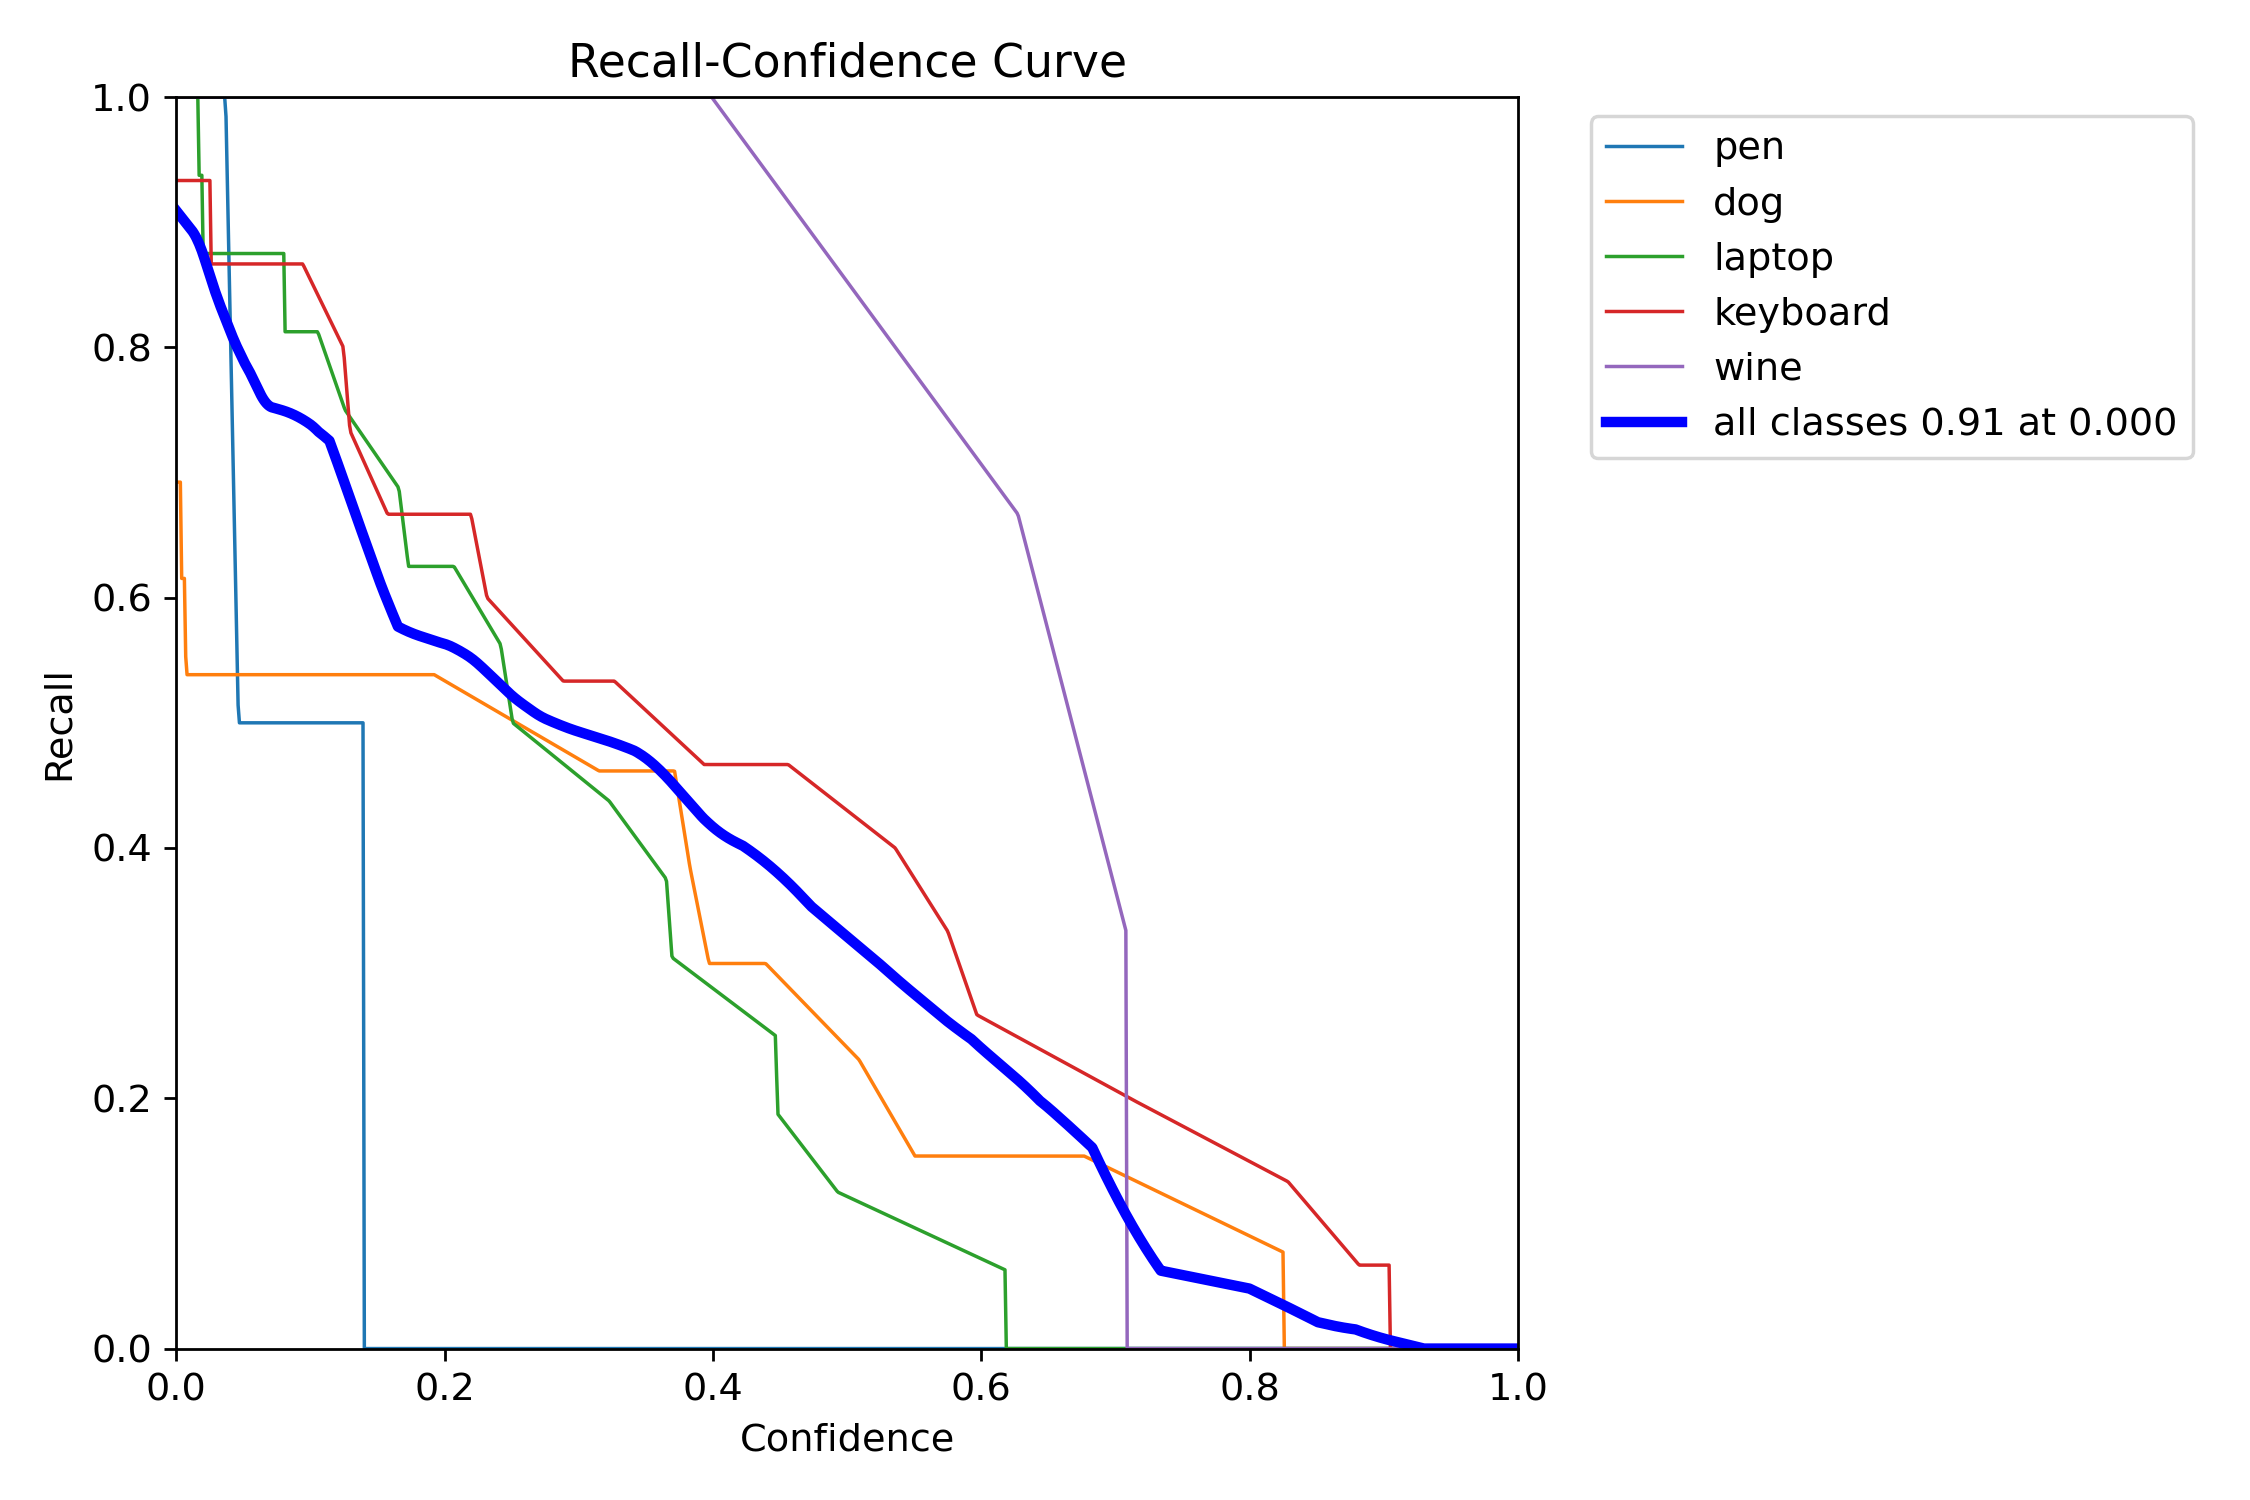 Recall-Confidence Curve
1.0
0.8
0.6
0.4
0.2
0.0
Recall
0.0 0.2 0.4 0.6 0.8 1.0
Confidence
pen
dog
laptop
keyboard
wine
all classes 0.91 at 0.000